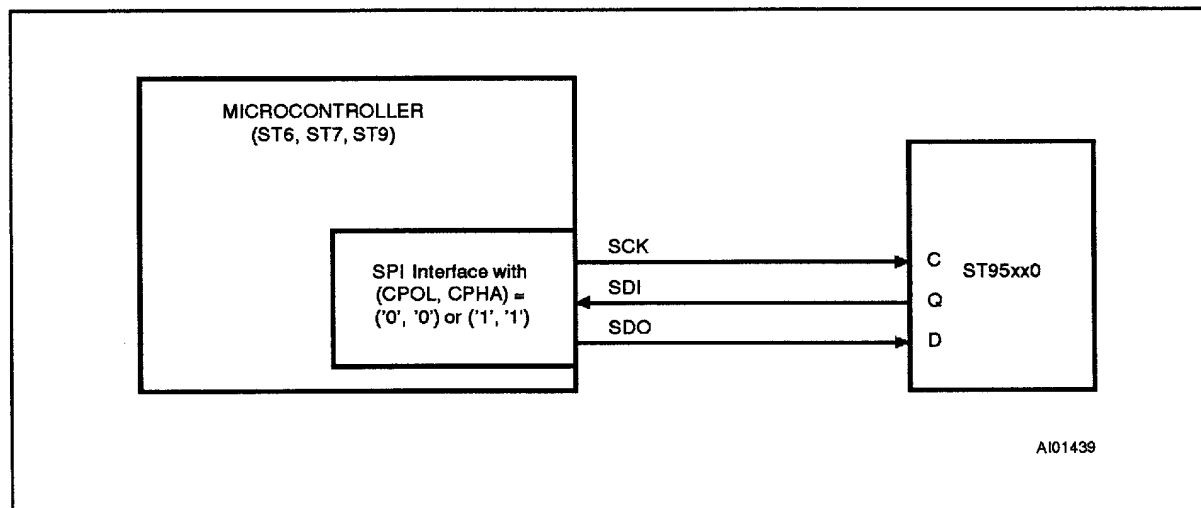 MICROCONTROLLER
(ST6, ST7, ST9)
SPI Interface with
(CPOL, CPHA) =
('0', '0') or ('1', '1')
SCK
SDI
SDO
C
Q
D
ST95xx0
AI01439